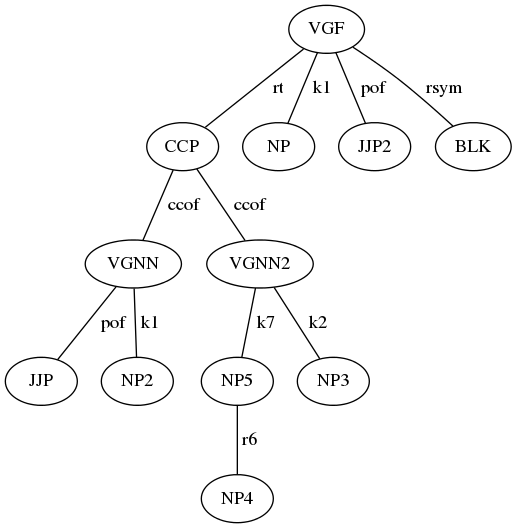 VGF
rt k1 pof rsym
CCP NP JJP2 BLK
ccof ccof
VGNN VGNN2
pof k1 k7 k2
JJP NP2 NP5 NP3
r6
NP4